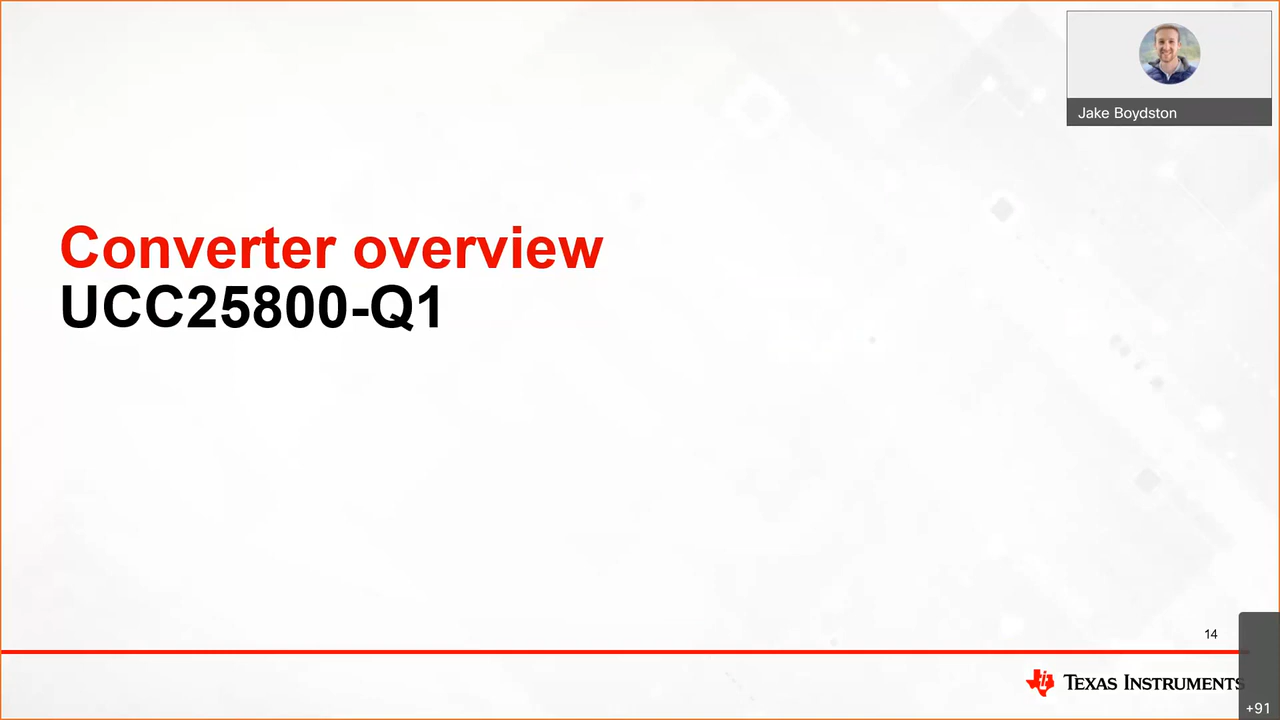 Jake Boydston
Converter overview
UCC25800-Q1
14
TEXAS INSTRUMENTS
+91